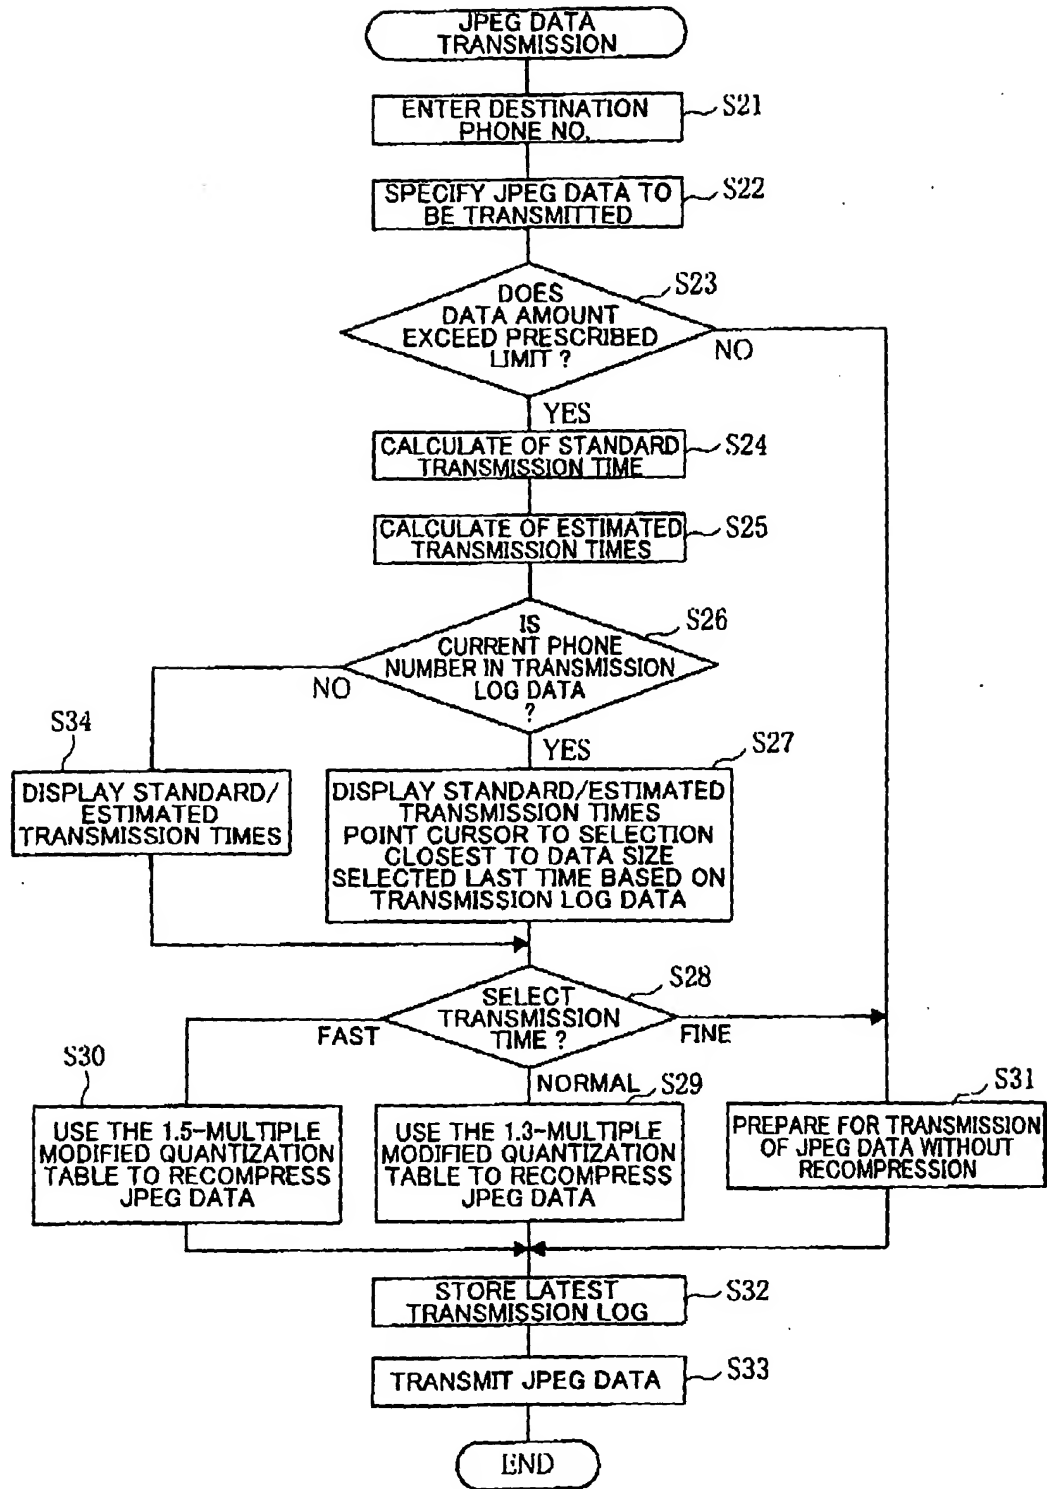 JPEG DATA
TRANSMISSION
ENTER DESTINATION
PHONE NO.
S21
SPECIFY JPEG DATA TO
BE TRANSMITTED
S22
DOES
DATA AMOUNT
EXCEED PRESCRIBED
LIMIT ?
S23
NO
YES
CALCULATE OF STANDARD
TRANSMISSION TIME
S24
CALCULATE OF ESTIMATED
TRANSMISSION TIMES
S25
IS
CURRENT PHONE
NUMBER IN TRANSMISSION
LOG DATA
?
S26
NO
YES
S34
DISPLAY STANDARD/
ESTIMATED
TRANSMISSION TIMES
S27
DISPLAY STANDARD/ESTIMATED
TRANSMISSION TIMES
POINT CURSOR TO SELECTION
CLOSEST TO DATA SIZE
SELECTED LAST TIME BASED ON
TRANSMISSION LOG DATA
S28
SELECT
TRANSMISSION
TIME ?
FAST
FINE
NORMAL
S30
USE THE 1.5-MULTIPLE
MODIFIED QUANTIZATION
TABLE TO RECOMPRESS
JPEG DATA
S29
USE THE 1.3-MULTIPLE
MODIFIED QUANTIZATION
TABLE TO RECOMPRESS
JPEG DATA
S31
PREPARE FOR TRANSMISSION
OF JPEG DATA WITHOUT
RECOMPRESSION
STORE LATEST
TRANSMISSION LOG
S32
TRANSMIT JPEG DATA
S33
END